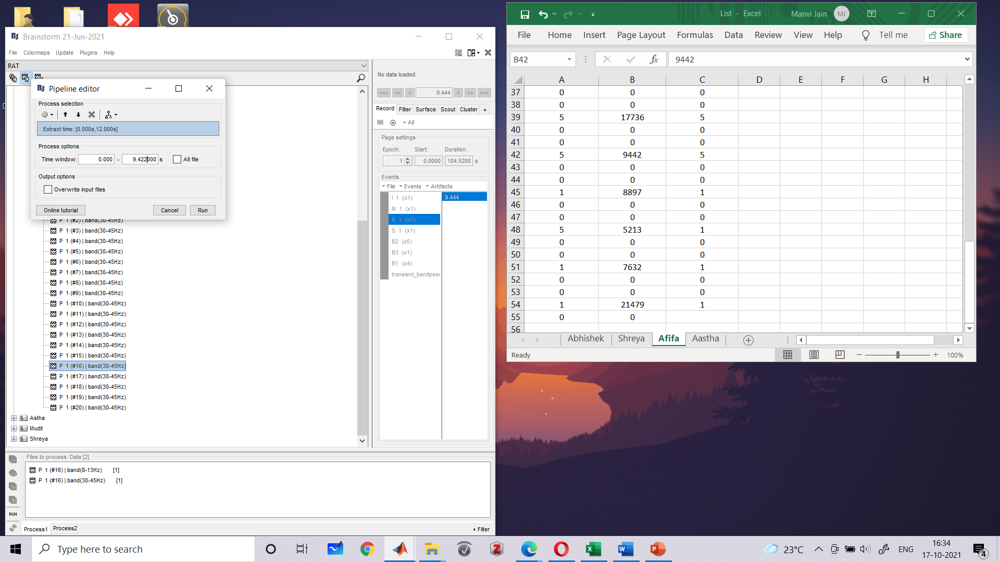 Brainstorm 21-Jun-2021
File Colormaps Update Plugins Help
RAT
Pipeline editor
Process selection
Extract time: [0.000s,12.000s]
Process options
Time window: 0.000 - 9.422000 s All file
Output options
Overwrite input files
Online tutorial Cancel Run
P 1 (#2) | band(30-45Hz)
P 1 (#3) | band(30-45Hz)
P 1 (#4) | band(30-45Hz)
P 1 (#5) | band(30-45Hz)
P 1 (#6) | band(30-45Hz)
P 1 (#7) | band(30-45Hz)
P 1 (#8) | band(30-45Hz)
P 1 (#9) | band(30-45Hz)
P 1 (#10) | band(30-45Hz)
P 1 (#11) | band(30-45Hz)
P 1 (#12) | band(30-45Hz)
P 1 (#13) | band(30-45Hz)
P 1 (#14) | band(30-45Hz)
P 1 (#15) | band(30-45Hz)
P 1 (#16) | band(30-45Hz)
P 1 (#17) | band(30-45Hz)
P 1 (#18) | band(30-45Hz)
P 1 (#19) | band(30-45Hz)
P 1 (#20) | band(30-45Hz)
Astha
Mudit
Shreya
No data loaded.
<<< << < 9.444 > >> >>>
Record Filter Surface Scout Cluster +
All
Page settings
Epoch: Start: Duration:
1 0.0000 104.5200 s
Events
File Events Artifacts
I 1 (x1) 9.444
M 1 (x1)
R 1 (x1)
S 1 (x1)
B2 (x5)
B3 (x1)
B1 (x4)
transient_bandpass
Files to process: Data [2]
P 1 (#16) | band(8-13Hz) [1]
P 1 (#16) | band(30-45Hz) [1]
RUN
Process1 Process2 Filter
List - Excel Manvi Jain MJ
File Home Insert Page Layout Formulas Data Review View Help Tell me Share
B42 fx 9442
A B C D E F G H
37 0 0 0
38 0 0 0
39 5 17736 5
40 0 0 0
41 0 0 0
42 5 9442 5
43 0 0 0
44 0 0 0
45 1 8897 1
46 0 0 0
47 0 0 0
48 5 5213 1
49 0 0 0
50 0 0 0
51 1 7632 1
52 0 0 0
53 0 0 0
54 1 21479 1
55 0 0
56
Abhishek Shreya Afifa Aastha
Ready 100%
Type here to search
23°C ENG 16:34
17-10-2021
4